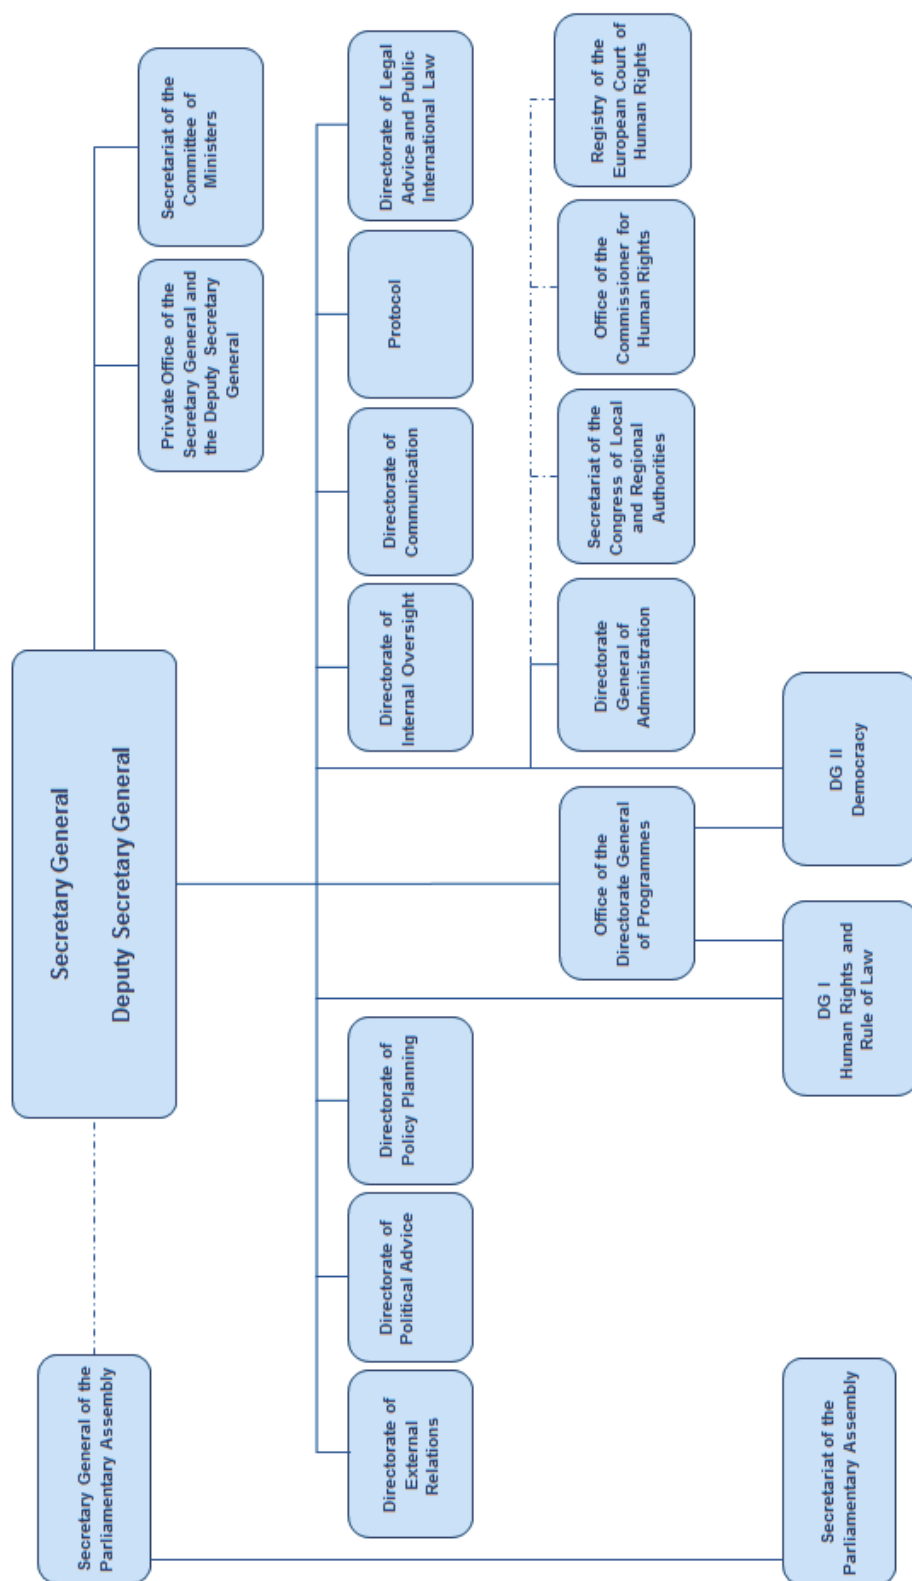 Secretary General
Deputy Secretary General
Secretary General of the
Parliamentary Assembly
Private Office of the
Secretary General and
the Deputy Secretary
General
Secretariat of the
Committee of
Ministers
Directorate of
External
Relations
Directorate of
Political Advice
Directorate of
Policy Planning
Directorate of
Internal Oversight
Directorate of
Communication
Protocol
Directorate of Legal
Advice and Public
International Law
Office of the
Directorate General
of Programmes
Directorate
General of
Administration
Secretariat of the
Congress of Local
and Regional
Authorities
Office of the
Commissioner for
Human Rights
Registry of the
European Court of
Human Rights
Secretariat of the
Parliamentary Assembly
DG I
Human Rights and
Rule of Law
DG II
Democracy